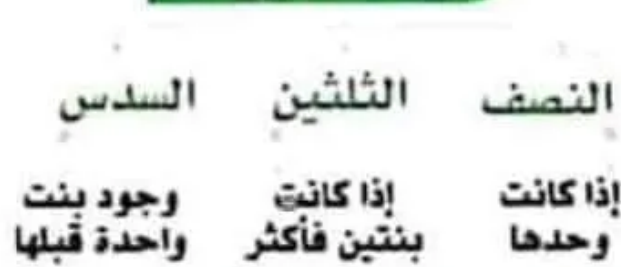 النصف الثلثين السدس
إذا كانت إذا كانت وجود بنت
وحدها بنتين فأكثر واحدة قبلها